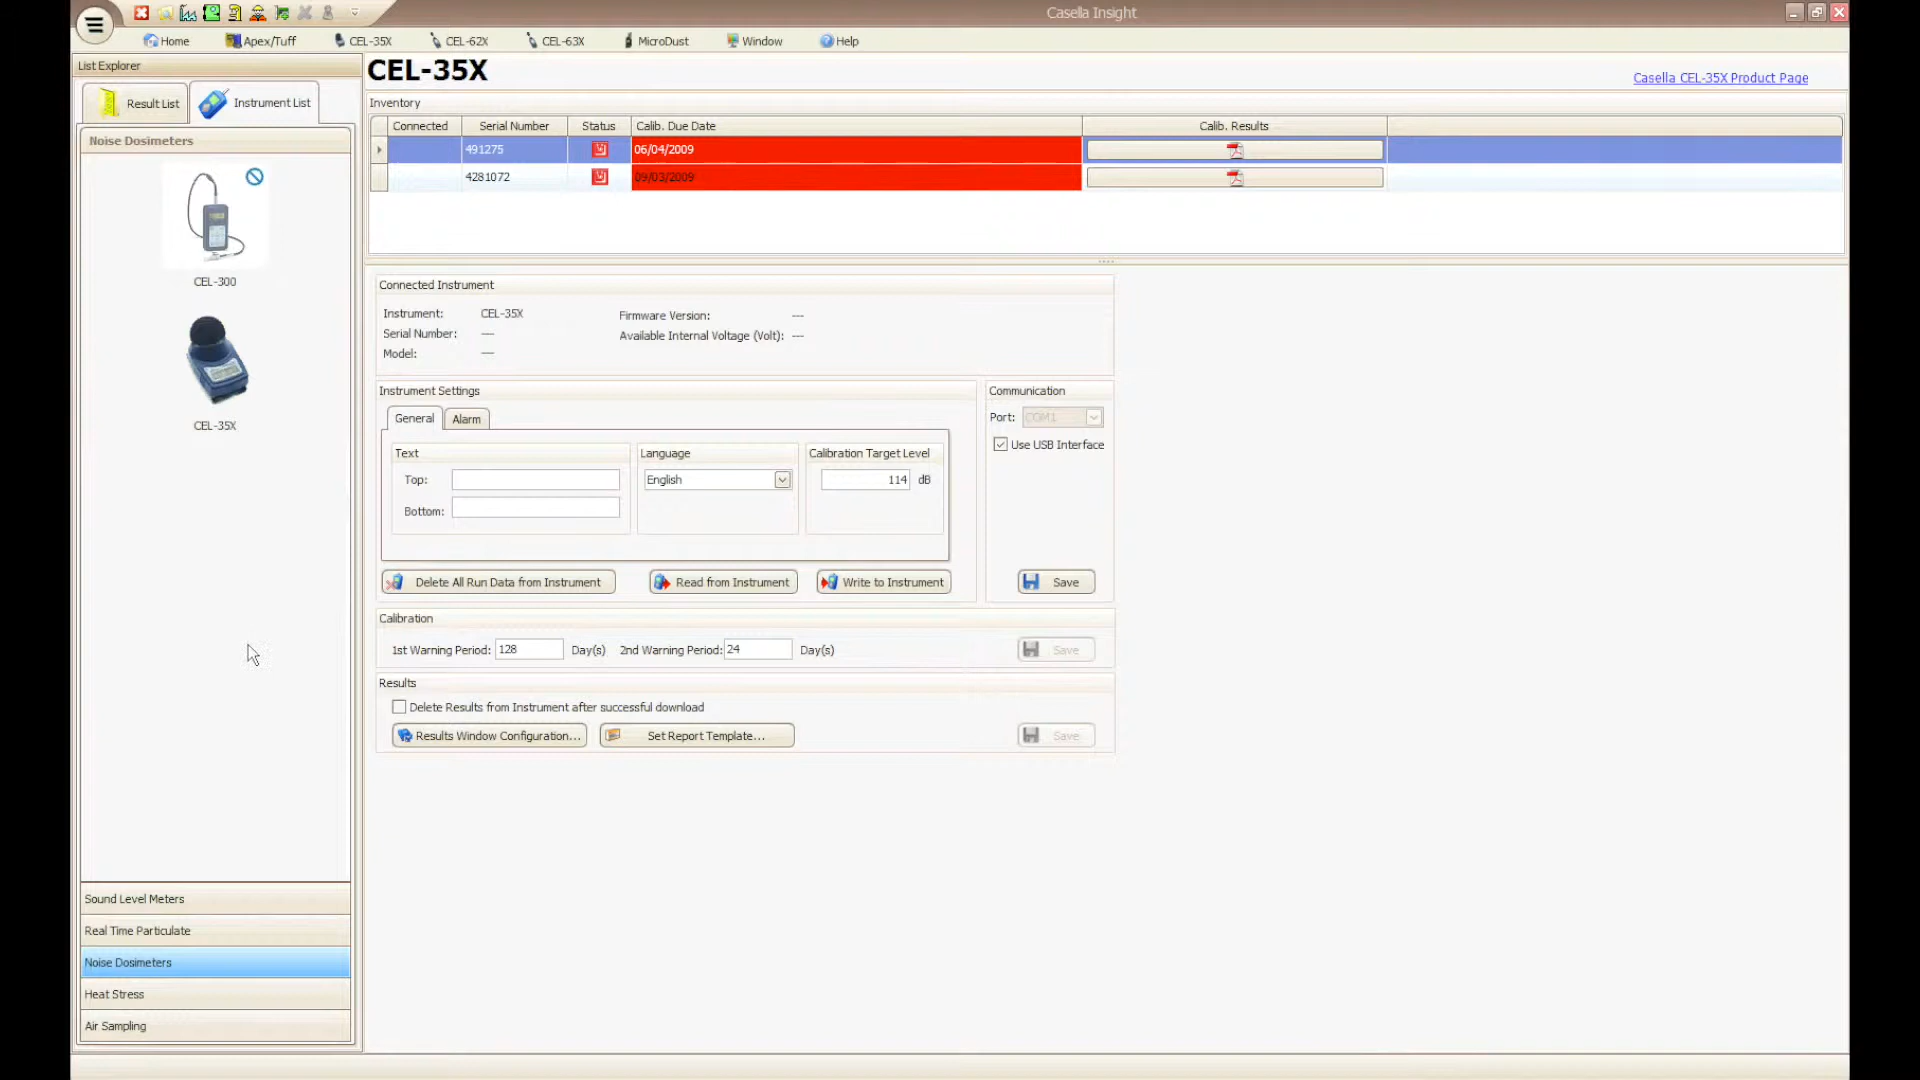 Casella Insight
Home Apex/Tuff CEL-35X CEL-62X CEL-63X MicroDust Window Help
List Explorer
Result List Instrument List
Noise Dosimeters
CEL-300
CEL-35X
Sound Level Meters
Real Time Particulate
Noise Dosimeters
Heat Stress
Air Sampling
CEL-35X
Casella CEL-35X Product Page
Inventory
Connected Serial Number Status Calib. Due Date Calib. Results
491275 06/04/2009
4281072 09/03/2009
Connected Instrument
Instrument: CEL-35X Firmware Version: ---
Serial Number: --- Available Internal Voltage (Volt): ---
Model: ---
Instrument Settings
General Alarm
Text Language Calibration Target Level
Top: English 114 dB
Bottom:
Delete All Run Data from Instrument Read from Instrument Write to Instrument
Communication
Port: COM1
Use USB Interface
Save
Calibration
1st Warning Period: 128 Day(s) 2nd Warning Period: 24 Day(s) Save
Results
Delete Results from Instrument after successful download
Results Window Configuration... Set Report Template... Save